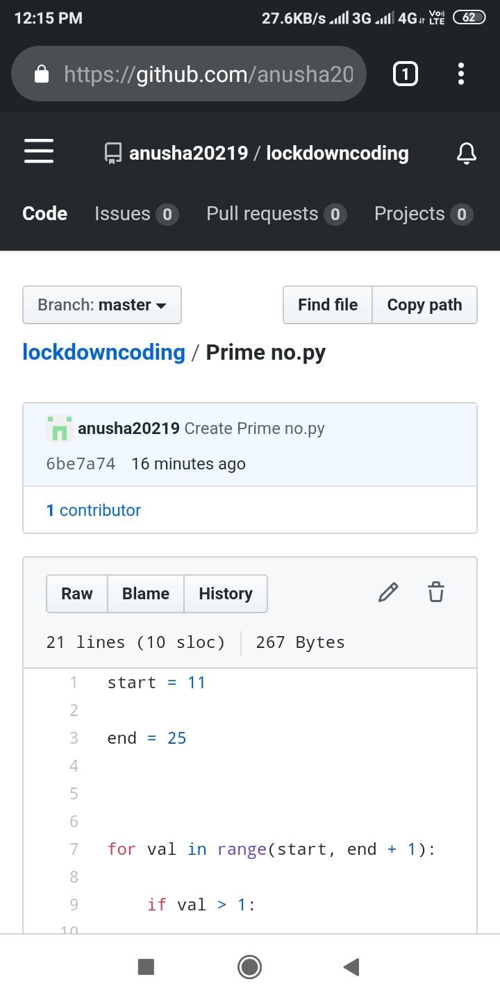 12:15 PM 27.6KB/s 3G 4G Vo) LTE 62
https://github.com/anusha20 1
anusha20219 / lockdowncoding
Code Issues 0 Pull requests 0 Projects 0
Branch: master Find file Copy path
lockdowncoding / Prime no.py
anusha20219 Create Prime no.py
6be7a74 16 minutes ago
1 contributor
Raw Blame History
21 lines (10 sloc) 267 Bytes
1 start = 11
2
3 end = 25
4
5
6
7 for val in range(start, end + 1):
8
9 if val > 1:
10